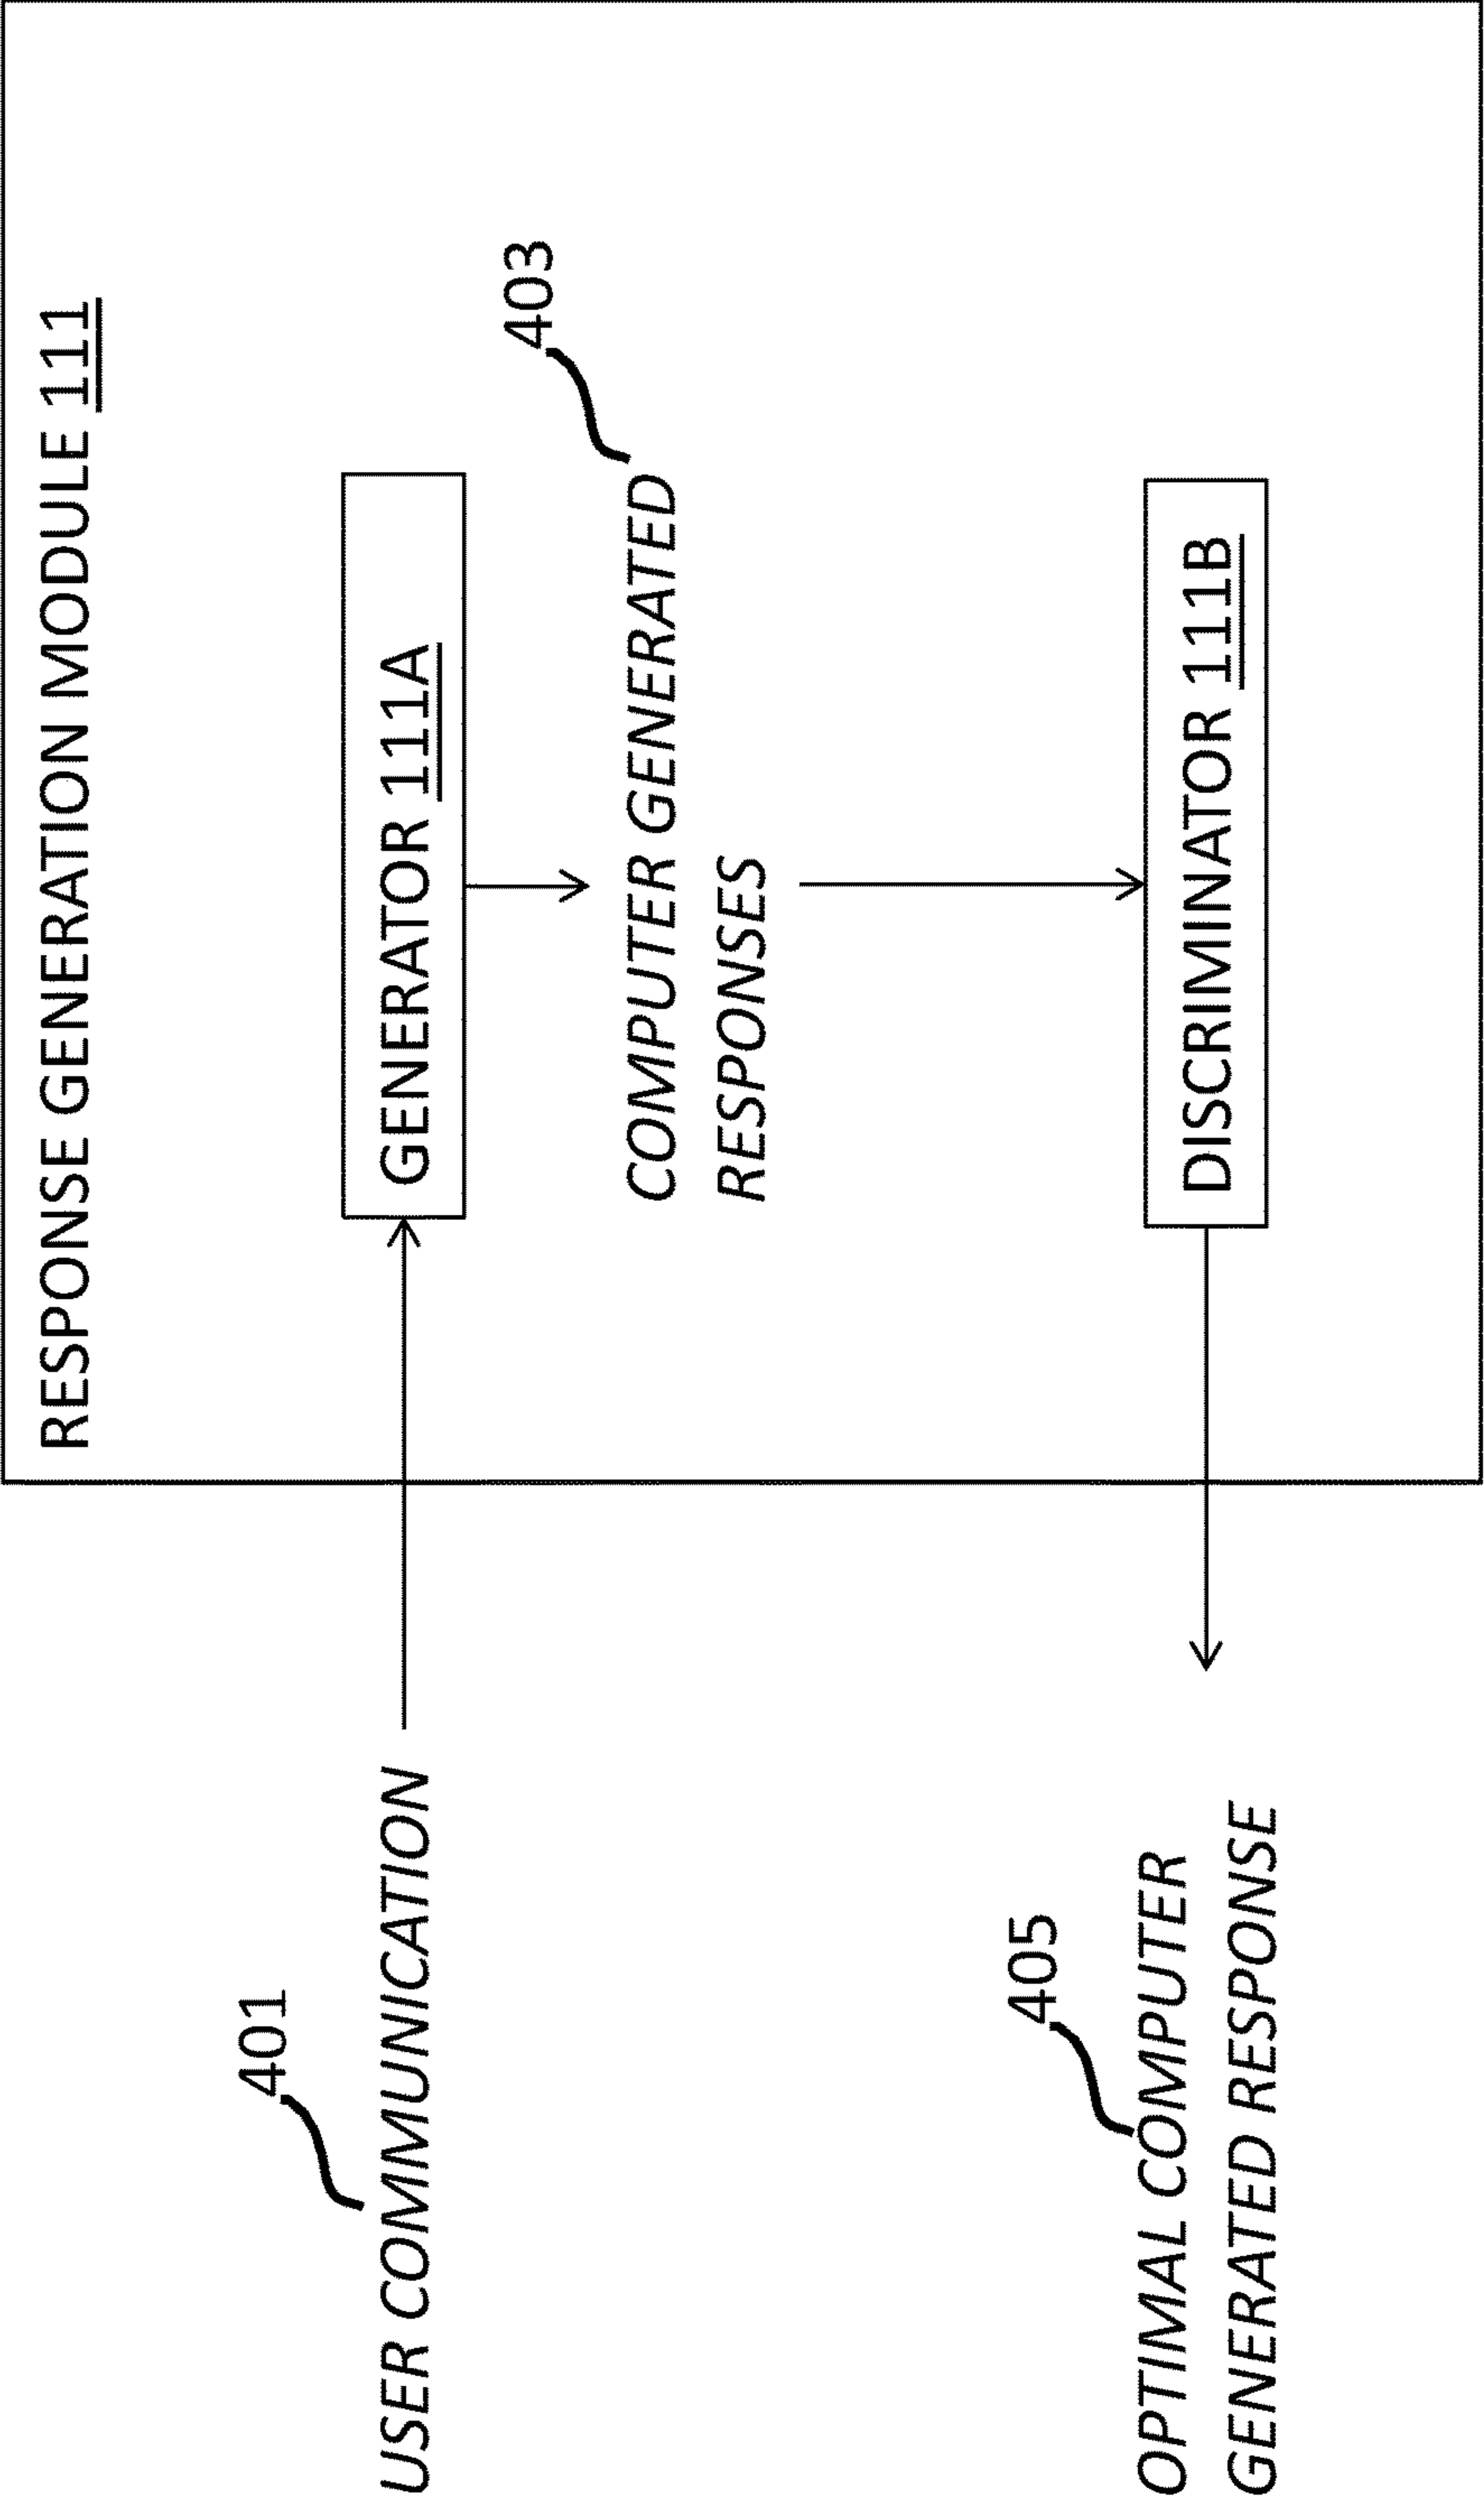 RESPONSE GENERATION MODULE 111
401
USER COMMUNICATION
GENERATOR 111A
403
COMPUTER GENERATED
RESPONSES
405
OPTIMAL COMPUTER
GENERATED RESPONSE
DISCRIMINATOR 111B